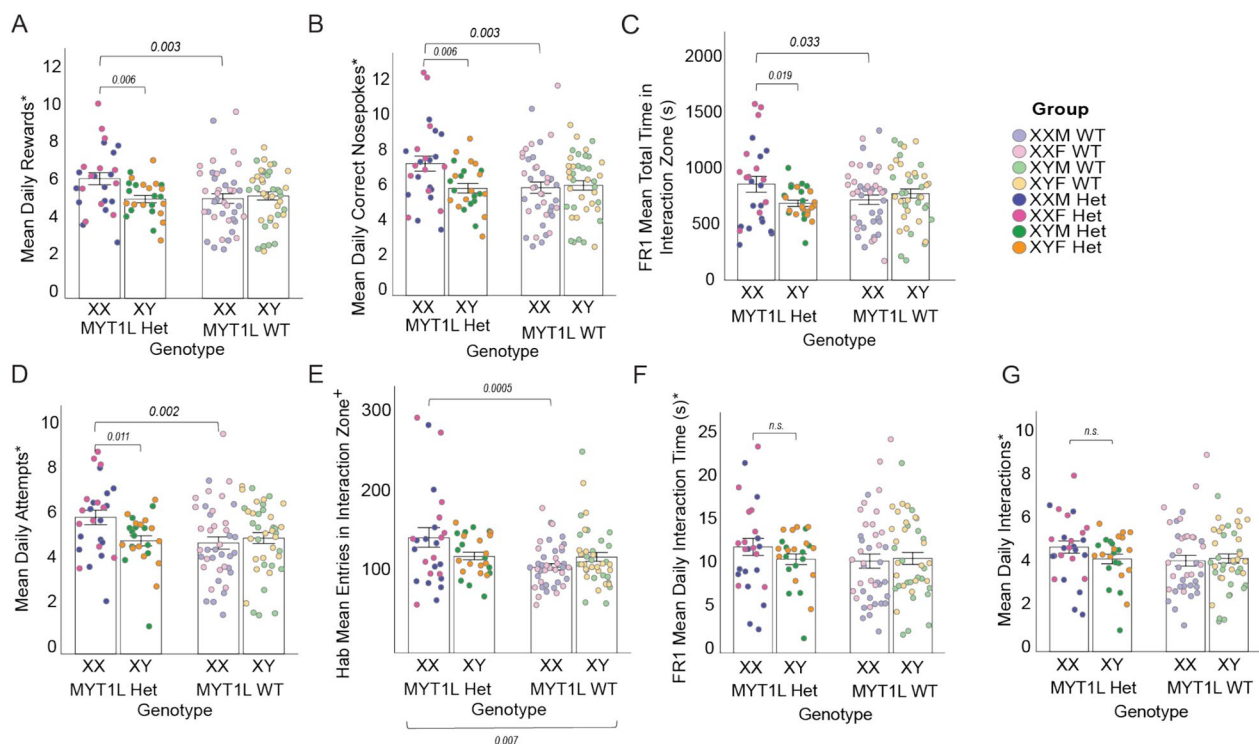 A
Mean Daily Rewards*
12
10
8
6
4
2
0
0.003
0.006
XX
XY
XX
XY
MYT1L Het
MYT1L WT
Genotype
B
Mean Daily Correct Nosepokes*
12
10
8
6
4
2
0
0.003
0.006
XX
XY
XX
XY
MYT1L Het
MYT1L WT
Genotype
C
FR1 Mean Total Time in
Interaction Zone (s)
2000
1500
1000
500
0
0.033
0.019
XX
XY
XX
XY
MYT1L Het
MYT1L WT
Genotype
Group
XXM WT
XXF WT
XYM WT
XYF WT
XXM Het
XXF Het
XYM Het
XYF Het
D
Mean Daily Attempts*
10
8
6
4
2
0
0.002
0.011
XX
XY
XX
XY
MYT1L Het
MYT1L WT
Genotype
E
Hab Mean Entries in Interaction Zone+
300
200
100
0.0005
XX
XY
XX
XY
MYT1L Het
MYT1L WT
Genotype
0.007
F
FR1 Mean Daily Interaction Time (s)*
25
20
15
10
5
0
n.s.
XX
XY
XX
XY
MYT1L Het
MYT1L WT
Genotype
G
Mean Daily Interactions*
10
8
6
4
2
0
n.s.
XX
XY
XX
XY
MYT1L Het
MYT1L WT
Genotype